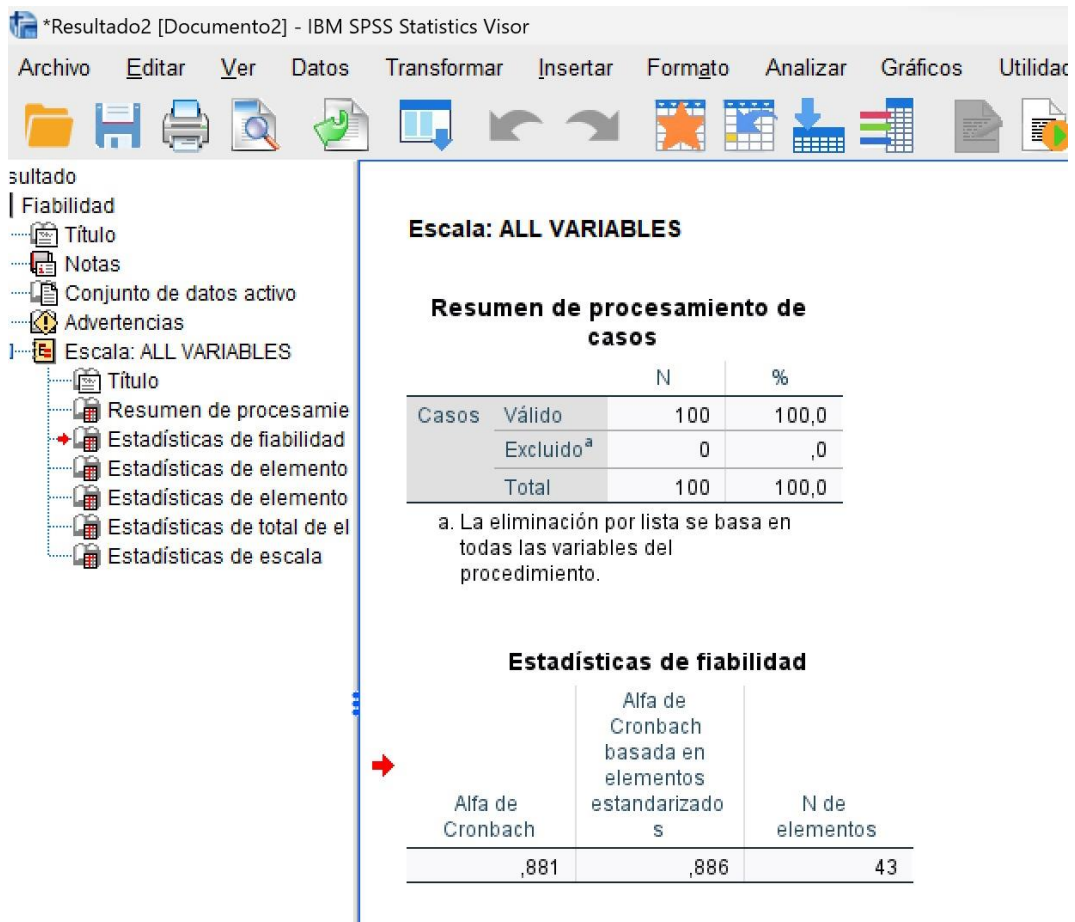 *Resultado2 [Documento2] - IBM SPSS Statistics Visor
Archivo Editar Ver Datos Transformar Insertar Formato Analizar Gráficos Utilidad
sultado
Fiabilidad
Título
Notas
Conjunto de datos activo
Advertencias
Escala: ALL VARIABLES
Título
Resumen de procesamie
Estadísticas de fiabilidad
Estadísticas de elemento
Estadísticas de elemento
Estadísticas de total de el
Estadísticas de escala
Escala: ALL VARIABLES
Resumen de procesamiento de
casos
N %
Casos Válido 100 100,0
Excluidoª 0 ,0
Total 100 100,0
a. La eliminación por lista se basa en
todas las variables del
procedimiento.
Estadísticas de fiabilidad
Alfa de
Cronbach
Alfa de
Cronbach
basada en
elementos
estandarizado
s
N de
elementos
,881 ,886 43